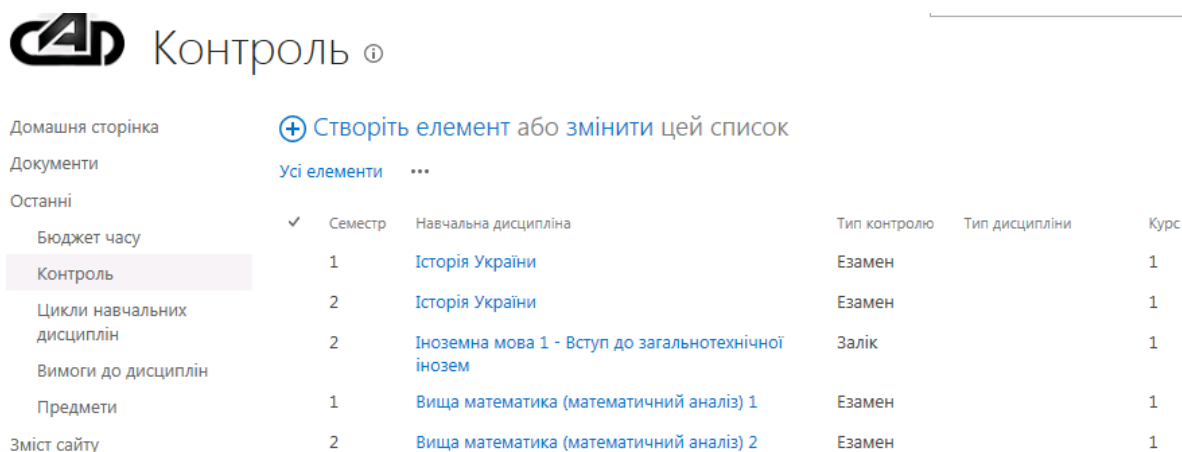 CAD
Контроль
Домашня сторінка
Документи
Останні
Бюджет часу
Контроль
Цикли навчальних
дисциплін
Вимоги до дисциплін
Предмети
Зміст сайту
Створіть елемент або змінити цей список
Усі елементи ...
Семестр Навчальна дисципліна Тип контролю Тип дисципліни Курс
1 Історія України Езамен 1
2 Історія України Езамен 1
2 Іноземна мова 1 - Вступ до загальнотехнічної Залік 1
інозем
1 Вища математика (математичний аналіз) 1 Езамен 1
2 Вища математика (математичний аналіз) 2 Езамен 1